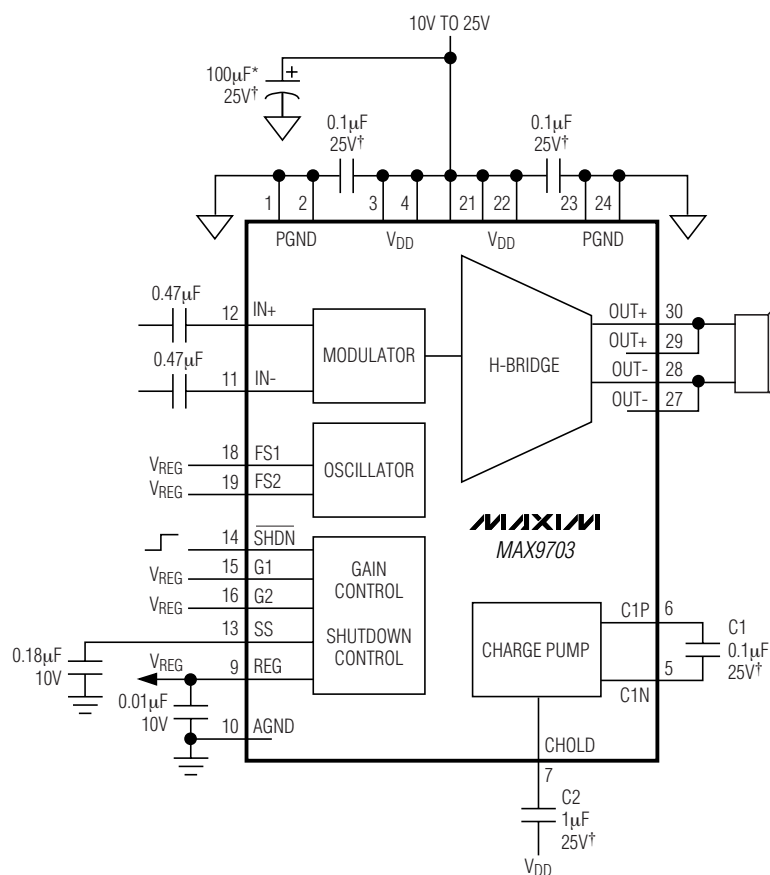 10V TO 25V
100μF*
25V†
+
0.1μF
25V†
0.1μF
25V†
1
2
3
4
21
22
23
24
PGND
VDD
VDD
PGND
0.47μF
12
IN+
0.47μF
11
IN-
MODULATOR
H-BRIDGE
OUT+
30
OUT+
29
OUT-
28
OUT-
27
VREG
18
FS1
VREG
19
FS2
OSCILLATOR
14
SHDN
VREG
15
G1
VREG
16
G2
13
SS
9
REG
10
AGND
GAIN
CONTROL
SHUTDOWN
CONTROL
0.18μF
10V
VREG
0.01μF
10V
MAXIM
MAX9703
CHARGE PUMP
C1P
6
C1N
5
C1
0.1μF
25V†
CHOLD
7
C2
1μF
25V†
VDD